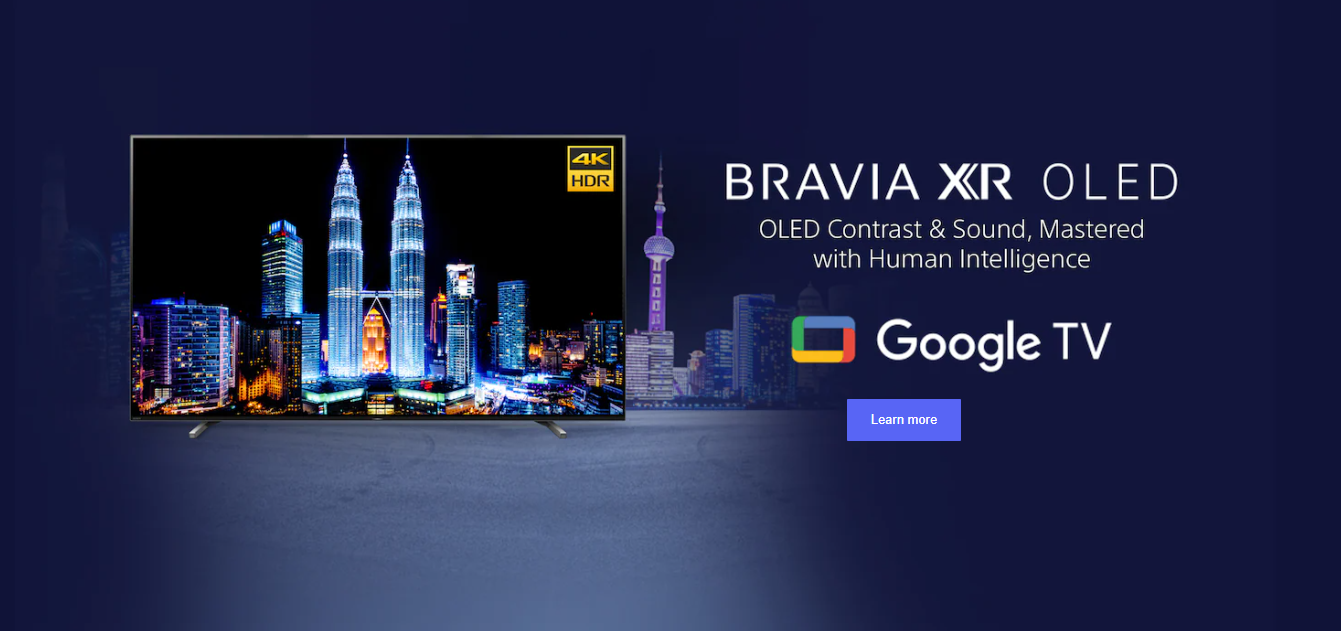 4K
HDR
BRAVIA XR OLED
OLED Contrast & Sound, Mastered
with Human Intelligence
Google TV
Learn more